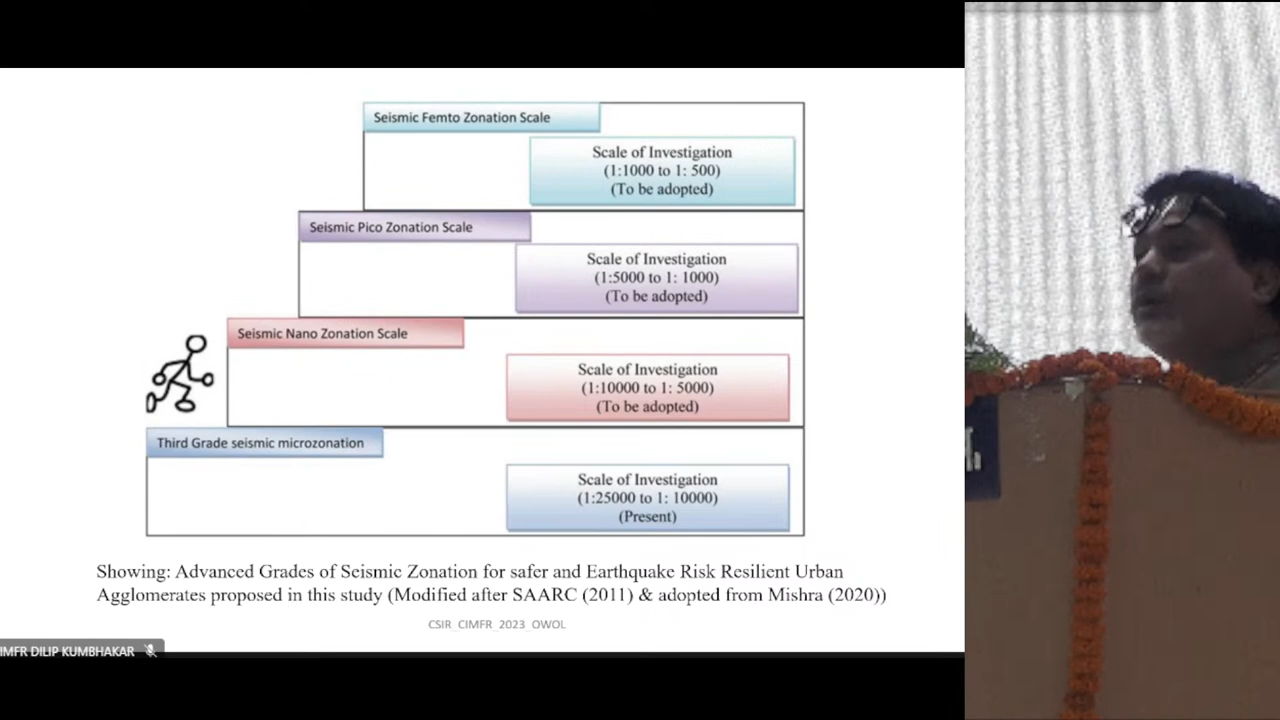 Seismic Femto Zonation Scale
Scale of Investigation
(1:1000 to 1: 500)
(To be adopted)
Seismic Pico Zonation Scale
Scale of Investigation
(1:5000 to 1: 1000)
(To be adopted)
Seismic Nano Zonation Scale
Scale of Investigation
(1:10000 to 1: 5000)
(To be adopted)
Third Grade seismic microzonation
Scale of Investigation
(1:25000 to 1: 10000)
(Present)
Showing: Advanced Grades of Seismic Zonation for safer and Earthquake Risk Resilient Urban
Agglomerates proposed in this study (Modified after SAARC (2011) & adopted from Mishra (2020))
CSIR_CIMFR_2023_OWOL
IMFR DILIP KUMBHAKAR